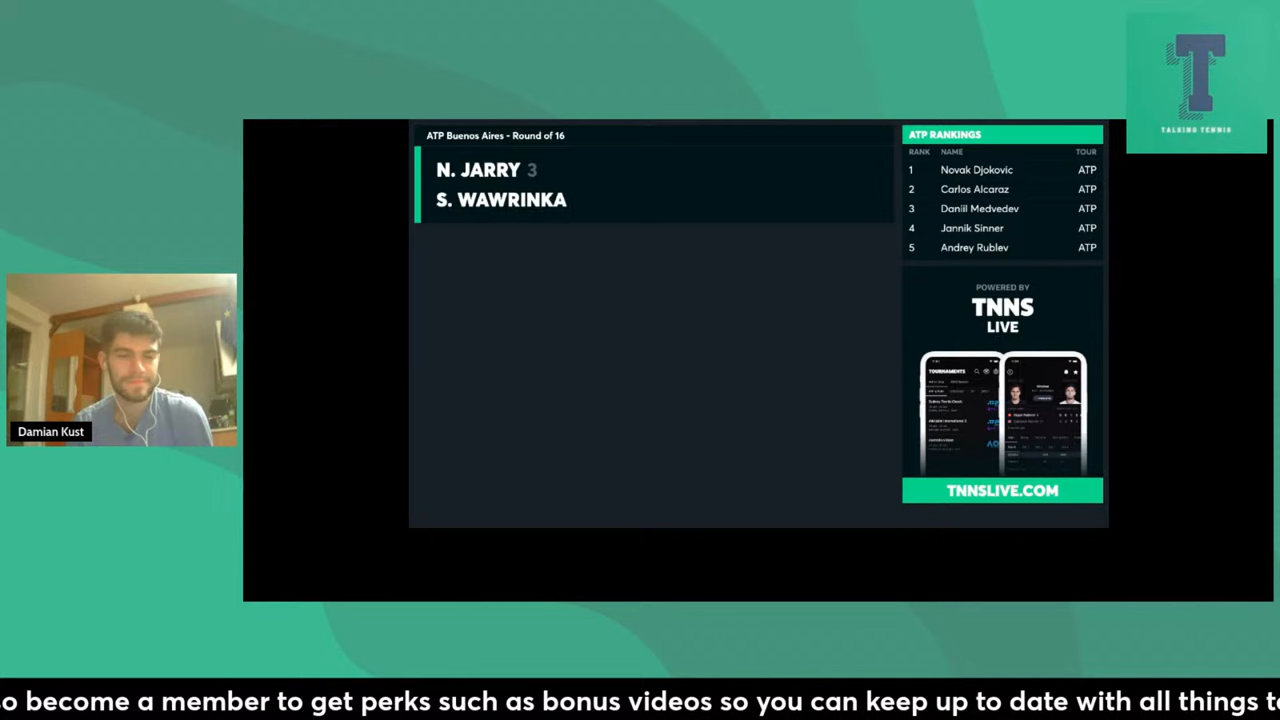 TALKING TENNIS
ATP Buenos Aires - Round of 16
N. JARRY 3
S. WAWRINKA
ATP RANKINGS
RANK NAME TOUR
1 Novak Djokovic ATP
2 Carlos Alcaraz ATP
3 Daniil Medvedev ATP
4 Jannik Sinner ATP
5 Andrey Rublev ATP
POWERED BY
TNNS
LIVE
TOURNAMENTS
TNNSLIVE.COM
Damian Kust
so become a member to get perks such as bonus videos so you can keep up to date with all things t